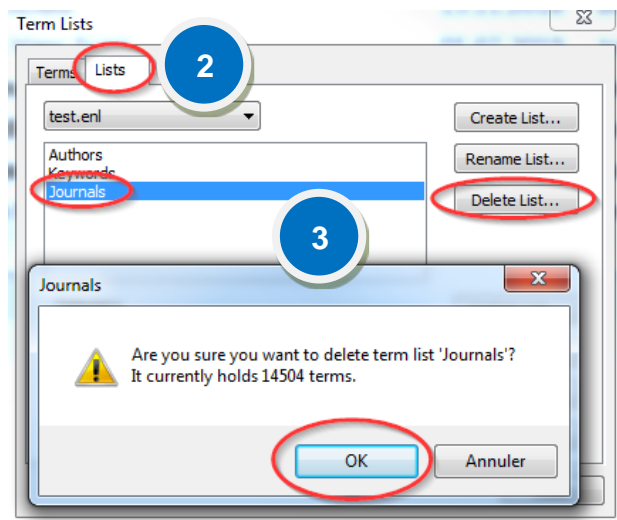 Term Lists
Terms Lists
2
test.enl
Create List...
Authors
Rename List...
Keywords
Journals
Delete List...
3
Journals
Are you sure you want to delete term list 'Journals'?
It currently holds 14504 terms.
OK Annuler